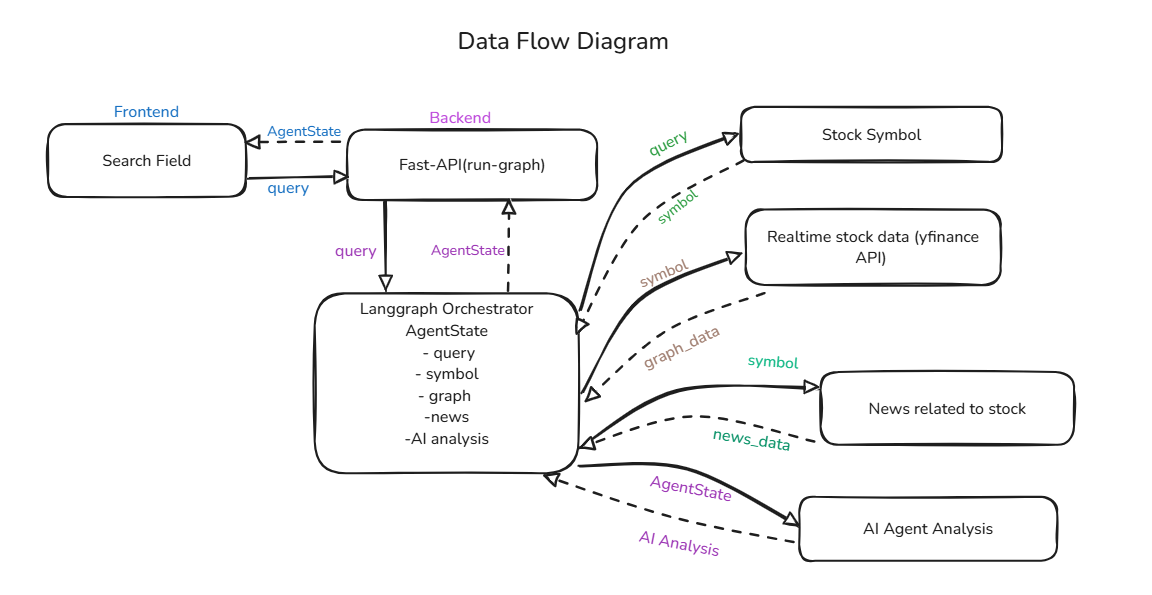 Data Flow Diagram
Frontend
Search Field
AgentState
query
Backend
Fast-API(run-graph)
query
AgentState
Langgraph Orchestrator
AgentState
- query
- symbol
- graph
-news
-AI analysis
query
symbol
Stock Symbol
symbol
graph_data
Realtime stock data (yfinance
API)
symbol
news_data
News related to stock
AgentState
AI Analysis
AI Agent Analysis